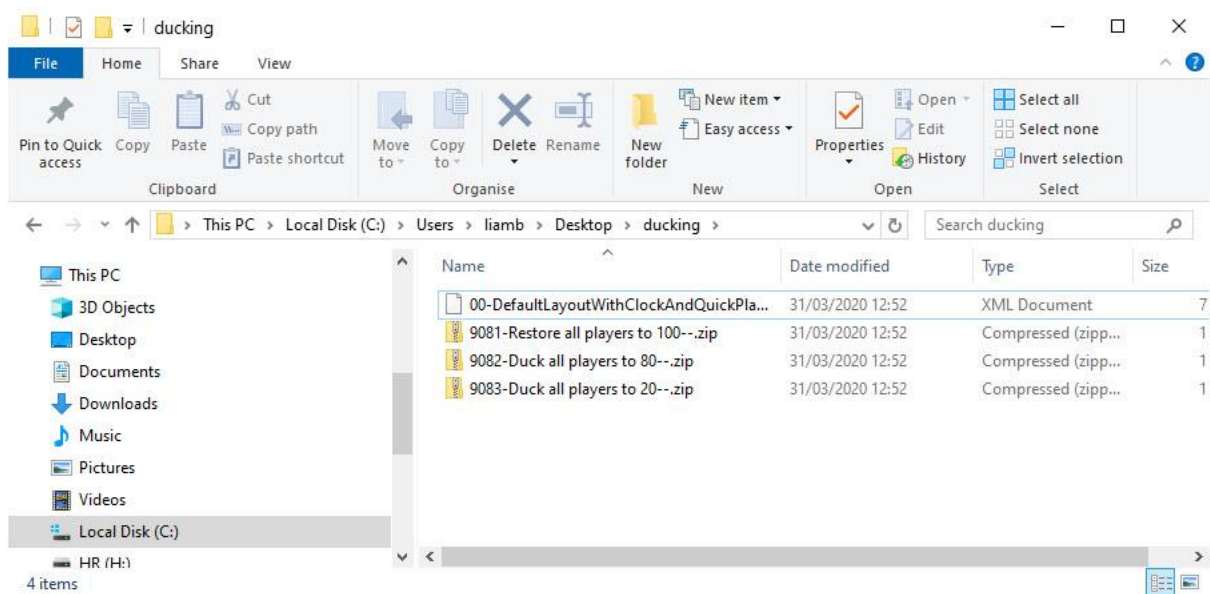 ducking
File Home Share View
Pin to Quick access
Copy
Paste
Cut
Copy path
Paste shortcut
Move to
Copy to
Delete
Rename
New folder
New item
Easy access
Properties
Open
Edit
History
Select all
Select none
Invert selection
Clipboard Organise New Open Select
This PC > Local Disk (C:) > Users > liamb > Desktop > ducking >
Search ducking
This PC
3D Objects
Desktop
Documents
Downloads
Music
Pictures
Videos
Local Disk (C:)
HR (H:)
Name Date modified Type Size
00-DefaultLayoutWithClockAndQuickPla... 31/03/2020 12:52 XML Document 7
9081-Restore all players to 100--.zip 31/03/2020 12:52 Compressed (zipp... 1
9082-Duck all players to 80--.zip 31/03/2020 12:52 Compressed (zipp... 1
9083-Duck all players to 20--.zip 31/03/2020 12:52 Compressed (zipp... 1
4 items